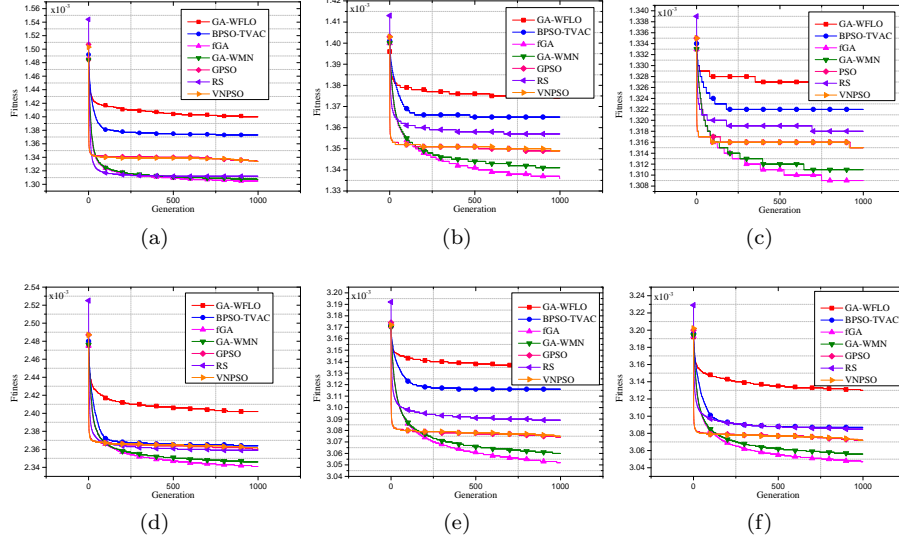 x10⁻³
1.56
1.54
1.52
1.50
1.48
1.46
1.44
1.42
1.40
1.38
1.36
1.34
1.32
1.30
Fitness
GA-WFLO
BPSO-TVAC
fGA
GA-WMN
GPSO
RS
VNPSO
0 500 1000
Generation
(a)
x10⁻³
1.42
1.41
1.40
1.39
1.38
1.37
1.36
1.35
1.34
1.33
Fitness
GA-WFLO
BPSO-TVAC
fGA
GA-WMN
GPSO
RS
VNPSO
0 500 1000
Generation
(b)
x10⁻³
1.340
1.338
1.336
1.334
1.332
1.330
1.328
1.326
1.324
1.322
1.320
1.318
1.316
1.314
1.312
1.310
1.308
Fitness
GA-WFLO
BPSO-TVAC
fGA
GA-WMN
PSO
RS
VNPSO
0 500 1000
Generation
(c)
x10⁻³
2.54
2.52
2.50
2.48
2.46
2.44
2.42
2.40
2.38
2.36
2.34
Fitness
GA-WFLO
BPSO-TVAC
fGA
GA-WMN
GPSO
RS
VNPSO
0 500 1000
Generation
(d)
x10⁻³
3.20
3.19
3.18
3.17
3.16
3.15
3.14
3.13
3.12
3.11
3.10
3.09
3.08
3.07
3.06
3.05
3.04
Fitness
GA-WFLO
BPSO-TVAC
fGA
GA-WMN
GPSO
RS
VNPSO
0 500 1000
Generation
(e)
x10⁻³
3.24
3.22
3.20
3.18
3.16
3.14
3.12
3.10
3.08
3.06
3.04
Fitness
GA-WFLO
BPSO-TVAC
fGA
GA-WMN
GPSO
RS
VNPSO
0 500 1000
Generation
(f)